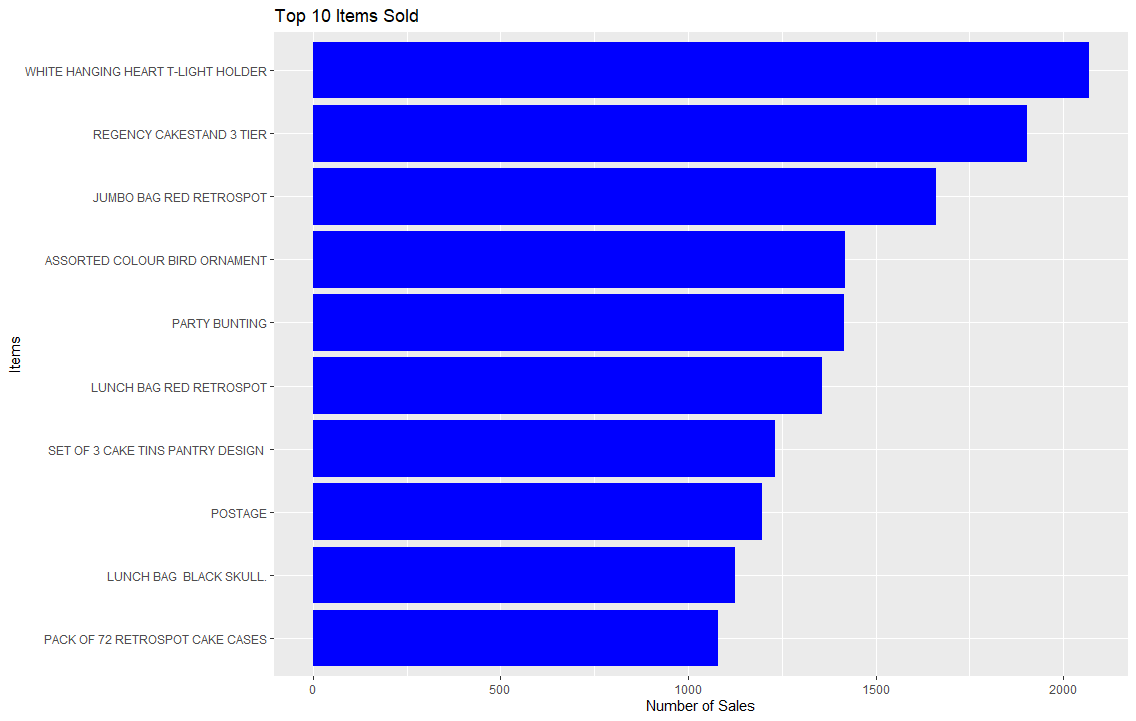 Top 10 Items Sold
WHITE HANGING HEART T-LIGHT HOLDER
REGENCY CAKESTAND 3 TIER
JUMBO BAG RED RETROSPOT
ASSORTED COLOUR BIRD ORNAMENT
PARTY BUNTING
LUNCH BAG RED RETROSPOT
SET OF 3 CAKE TINS PANTRY DESIGN
POSTAGE
LUNCH BAG  BLACK SKULL.
PACK OF 72 RETROSPOT CAKE CASES
Items
0 500 1000 1500 2000
Number of Sales